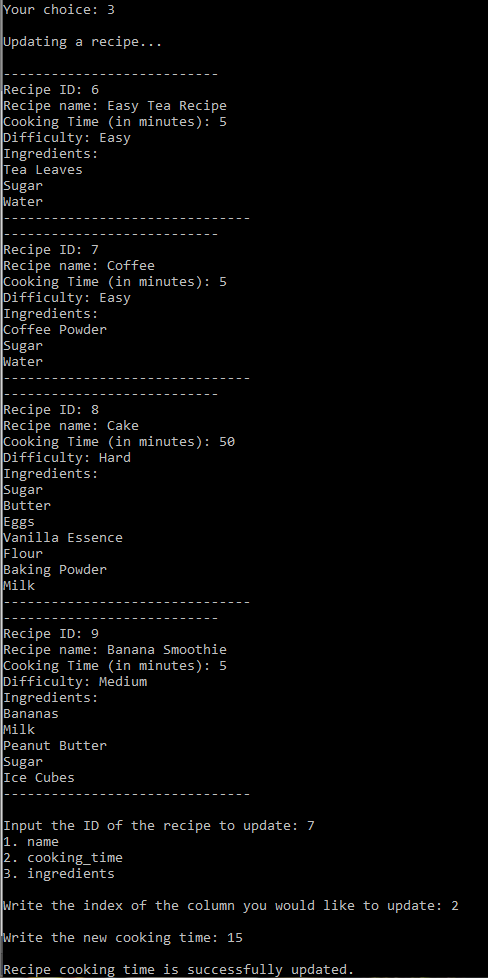 Your choice: 3
Updating a recipe...
---------------------------
Recipe ID: 6
Recipe name: Easy Tea Recipe
Cooking Time (in minutes): 5
Difficulty: Easy
Ingredients:
Tea Leaves
Sugar
Water
-------------------------------
---------------------------
Recipe ID: 7
Recipe name: Coffee
Cooking Time (in minutes): 5
Difficulty: Easy
Ingredients:
Coffee Powder
Sugar
Water
-------------------------------
---------------------------
Recipe ID: 8
Recipe name: Cake
Cooking Time (in minutes): 50
Difficulty: Hard
Ingredients:
Sugar
Butter
Eggs
Vanilla Essence
Flour
Baking Powder
Milk
-------------------------------
---------------------------
Recipe ID: 9
Recipe name: Banana Smoothie
Cooking Time (in minutes): 5
Difficulty: Medium
Ingredients:
Bananas
Milk
Peanut Butter
Sugar
Ice Cubes
-------------------------------
Input the ID of the recipe to update: 7
1. name
2. cooking_time
3. ingredients
Write the index of the column you would like to update: 2
Write the new cooking time: 15
Recipe cooking time is successfully updated.